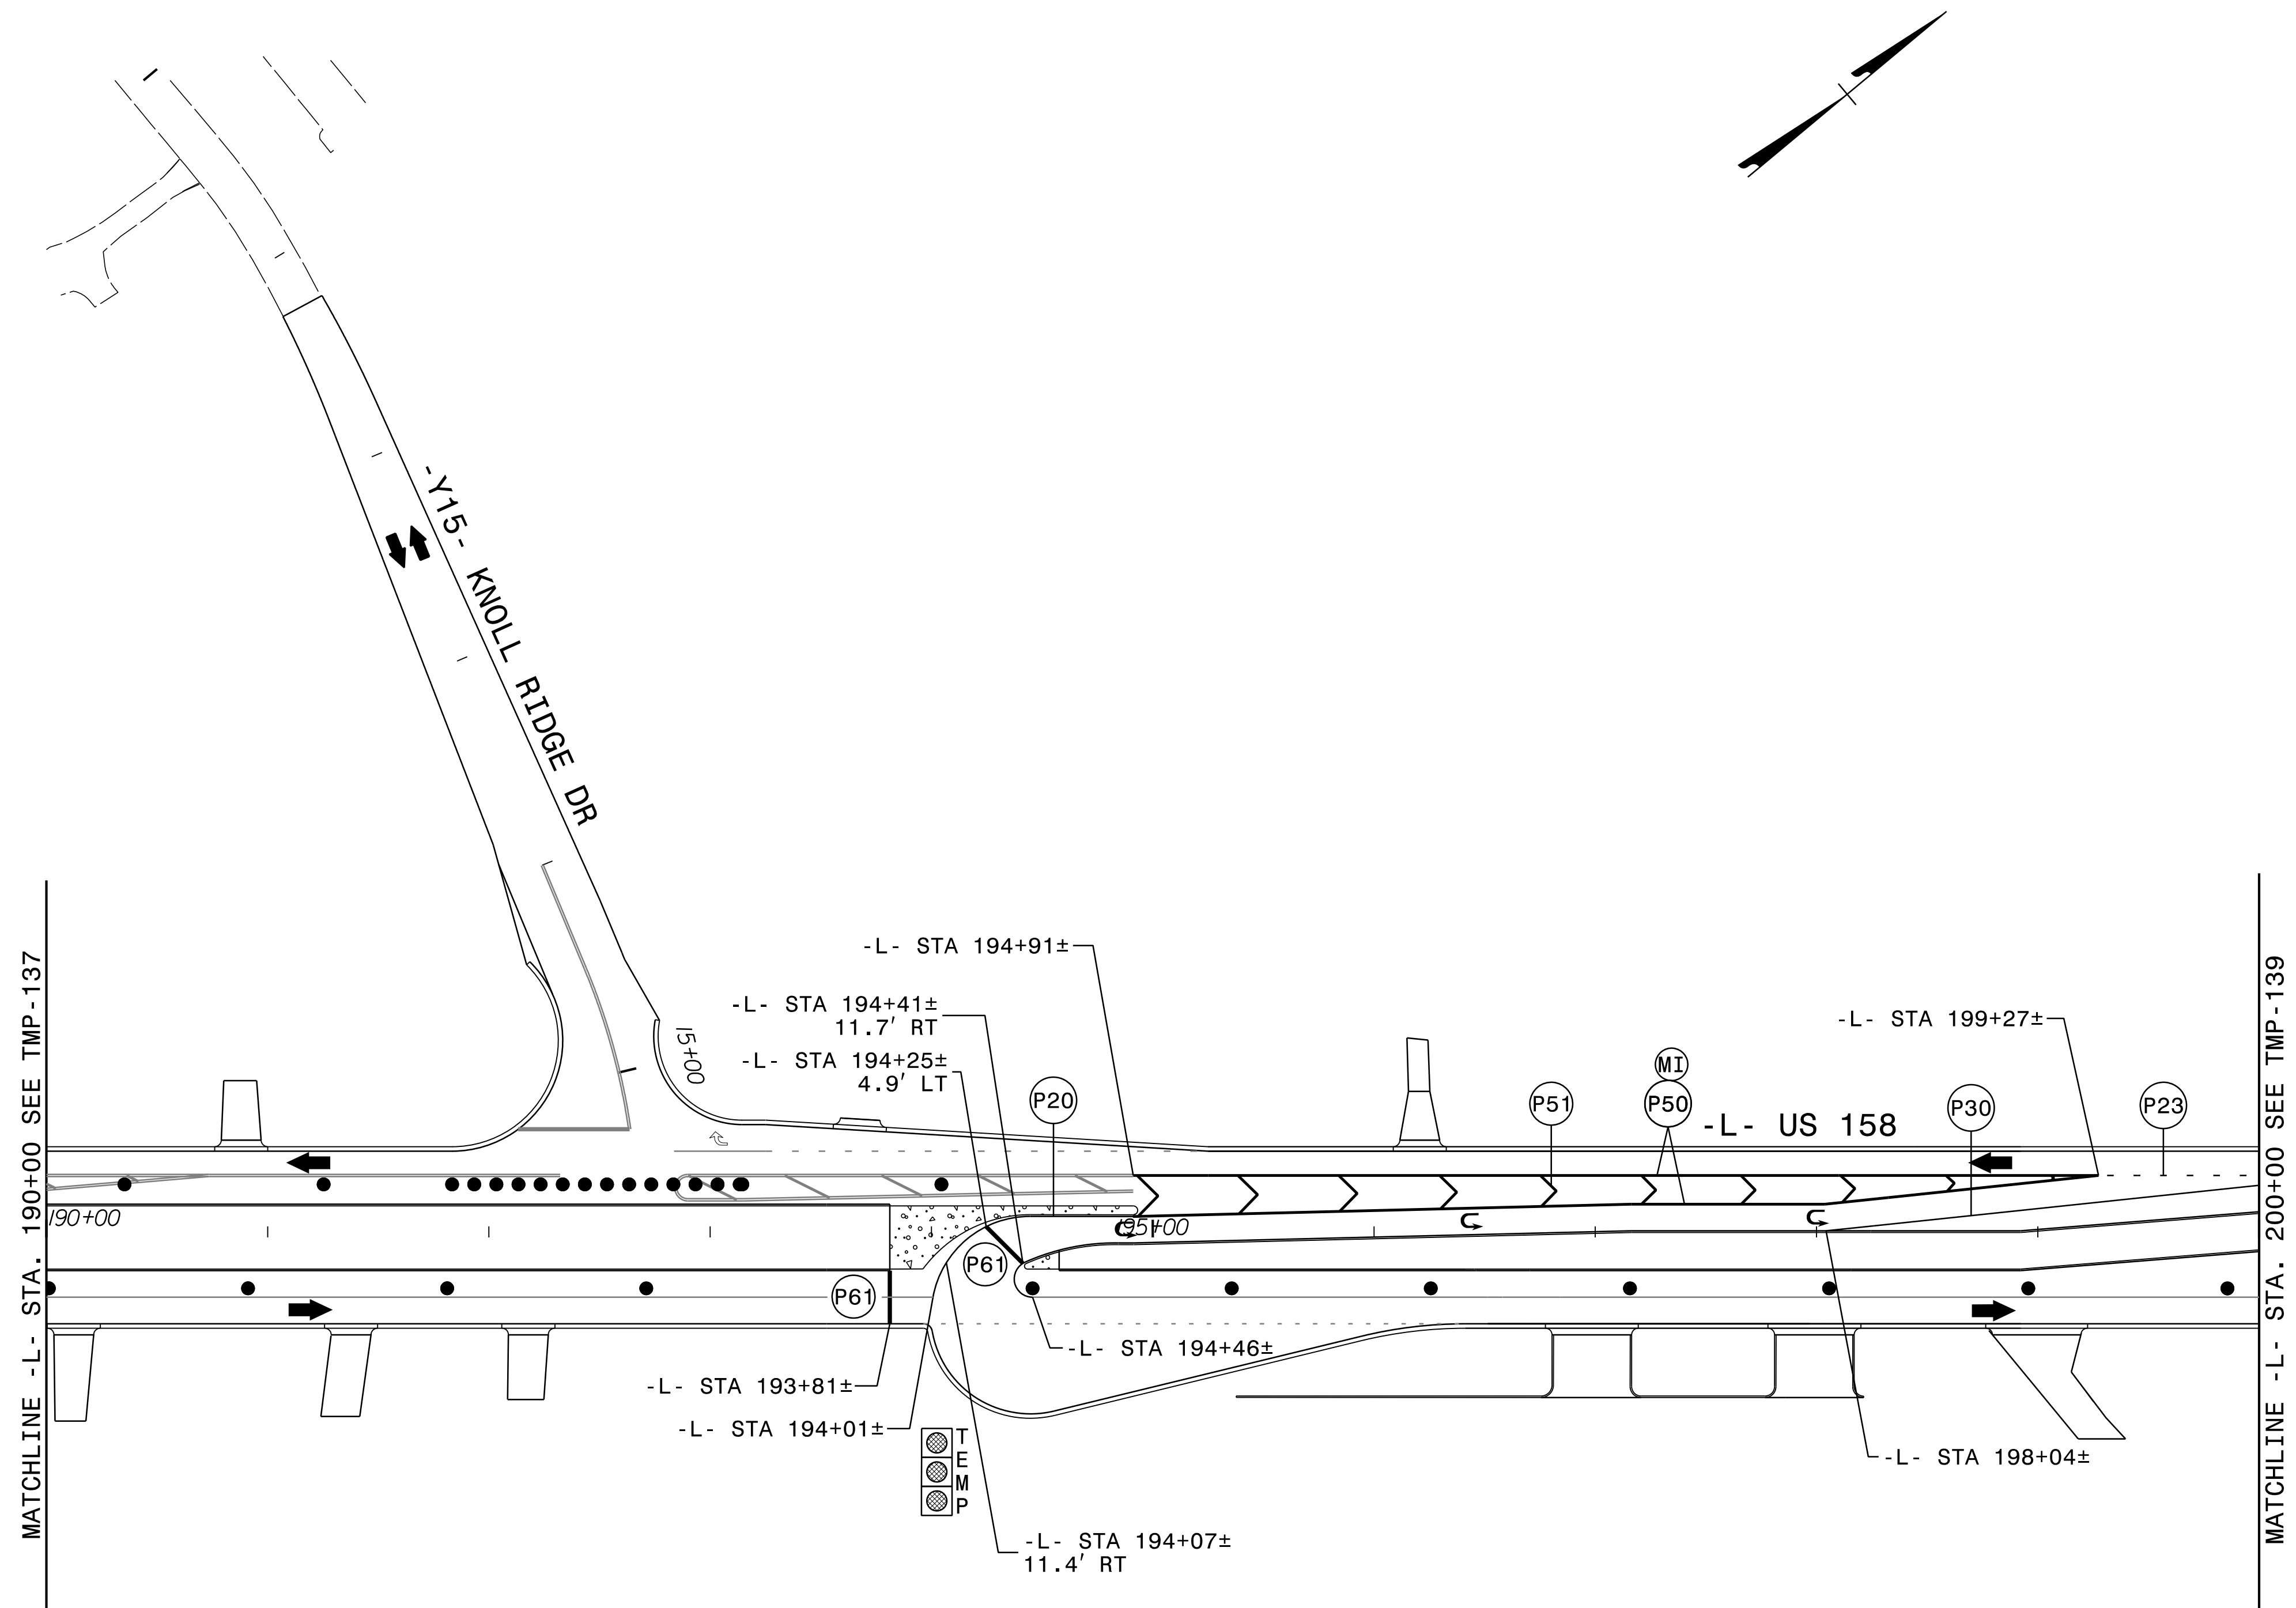 -Y15- KNOLL RIDGE DR
15+00
MATCHLINE -L- STA. 190+00 SEE TMP-137
MATCHLINE -L- STA. 200+00 SEE TMP-139
-L- STA 194+91±
-L- STA 194+41±
11.7' RT
-L- STA 194+25±
4.9' LT
-L- STA 199+27±
P20
P51
MI
P50
-L- US 158
P30
P23
190+00
195+00
P61
P61
-L- STA 194+46±
-L- STA 193+81±
-L- STA 194+01±
TEMP
-L- STA 198+04±
-L- STA 194+07±
11.4' RT